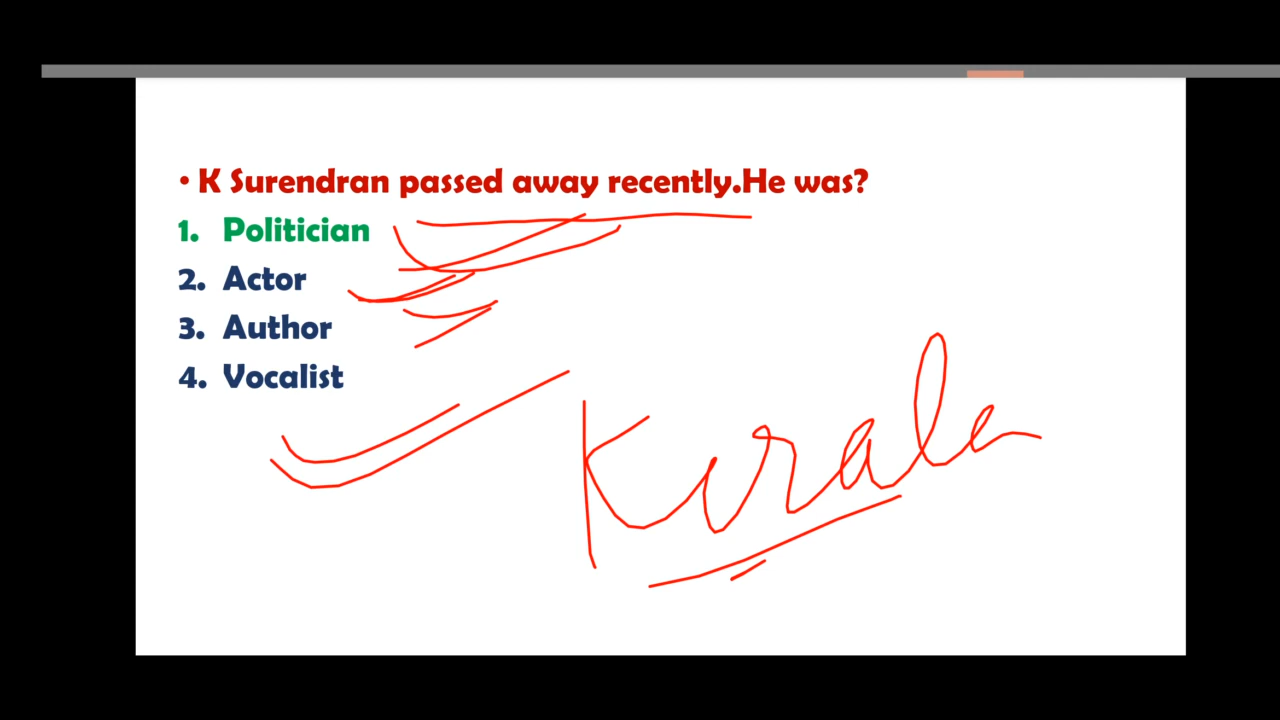 • K Surendran passed away recently.He was?
1. Politician
2. Actor
3. Author
4. Vocalist
Kerala